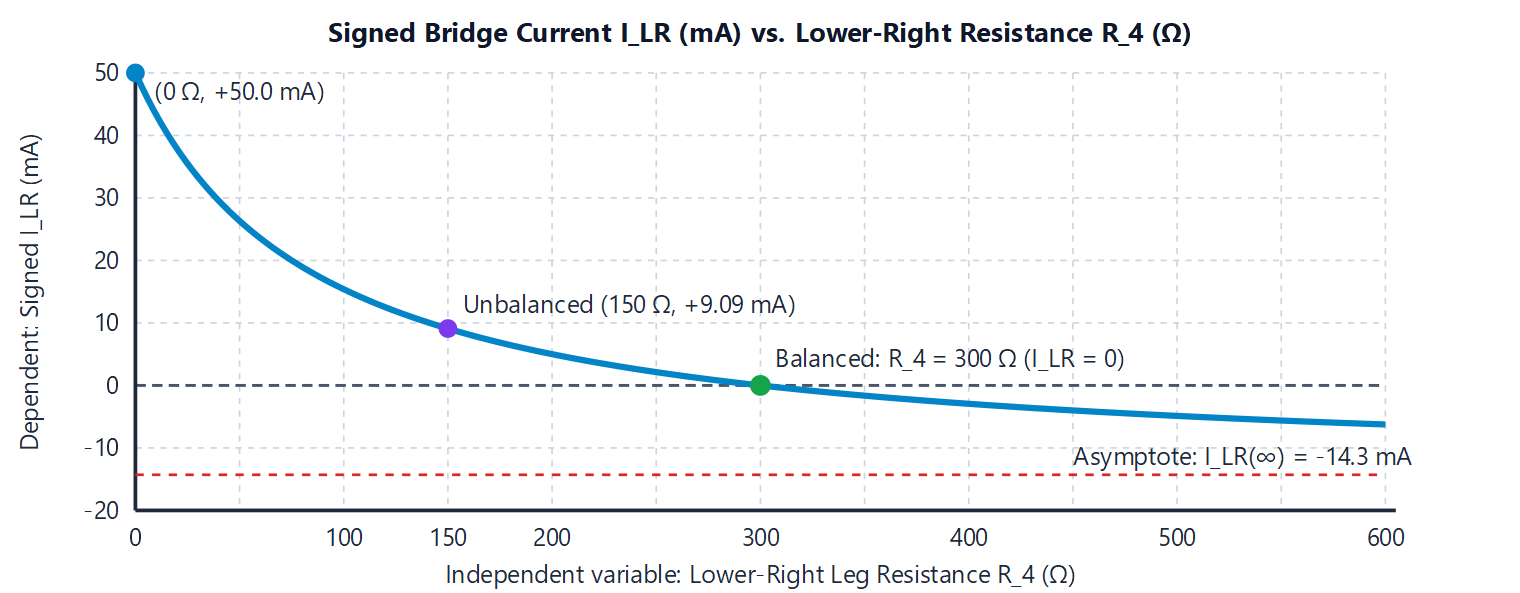 Signed Bridge Current I_LR (mA) vs. Lower-Right Resistance R_4 (Ω)
Dependent: Signed I_LR (mA)
50
40
30
20
10
0
-10
-20
(0 Ω, +50.0 mA)
Unbalanced (150 Ω, +9.09 mA)
Balanced: R_4 = 300 Ω (I_LR = 0)
Asymptote: I_LR(∞) = -14.3 mA
0 100 150 200 300 400 500 600
Independent variable: Lower-Right Leg Resistance R_4 (Ω)